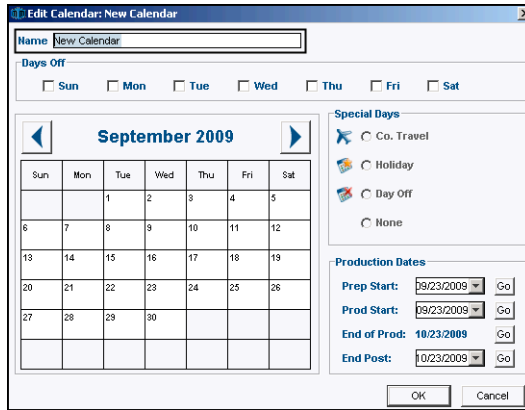 Edit Calendar: New Calendar
Name New Calendar
Days Off
Sun Mon Tue Wed Thu Fri Sat
September 2009
Sun Mon Tue Wed Thu Fri Sat
1 2 3 4 5
6 7 8 9 10 11 12
13 14 15 16 17 18 19
20 21 22 23 24 25 26
27 28 29 30
Special Days
Co. Travel
Holiday
Day Off
None
Production Dates
Prep Start: 09/23/2009 Go
Prod Start: 09/23/2009 Go
End of Prod: 10/23/2009 Go
End Post: 10/23/2009 Go
OK Cancel